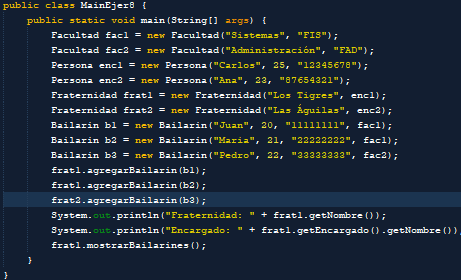 public class MainEjer8 {
public static void main(String[] args) {
Facultad fac1 = new Facultad("Sistemas", "FIS");
Facultad fac2 = new Facultad("Administración", "FAD");
Persona enc1 = new Persona("Carlos", 25, "12345678");
Persona enc2 = new Persona("Ana", 23, "87654321");
Fraternidad frat1 = new Fraternidad("Los Tigres", enc1);
Fraternidad frat2 = new Fraternidad("Las Águilas", enc2);
Bailarin b1 = new Bailarin("Juan", 20, "11111111", fac1);
Bailarin b2 = new Bailarin("Maria", 21, "22222222", fac1);
Bailarin b3 = new Bailarin("Pedro", 22, "33333333", fac2);
frat1.agregarBailarin(b1);
frat1.agregarBailarin(b2);
frat2.agregarBailarin(b3);
System.out.println("Fraternidad: " + frat1.getNombre());
System.out.println("Encargado: " + frat1.getEncargado().getNombre());
frat1.mostrarBailarines();
}
}